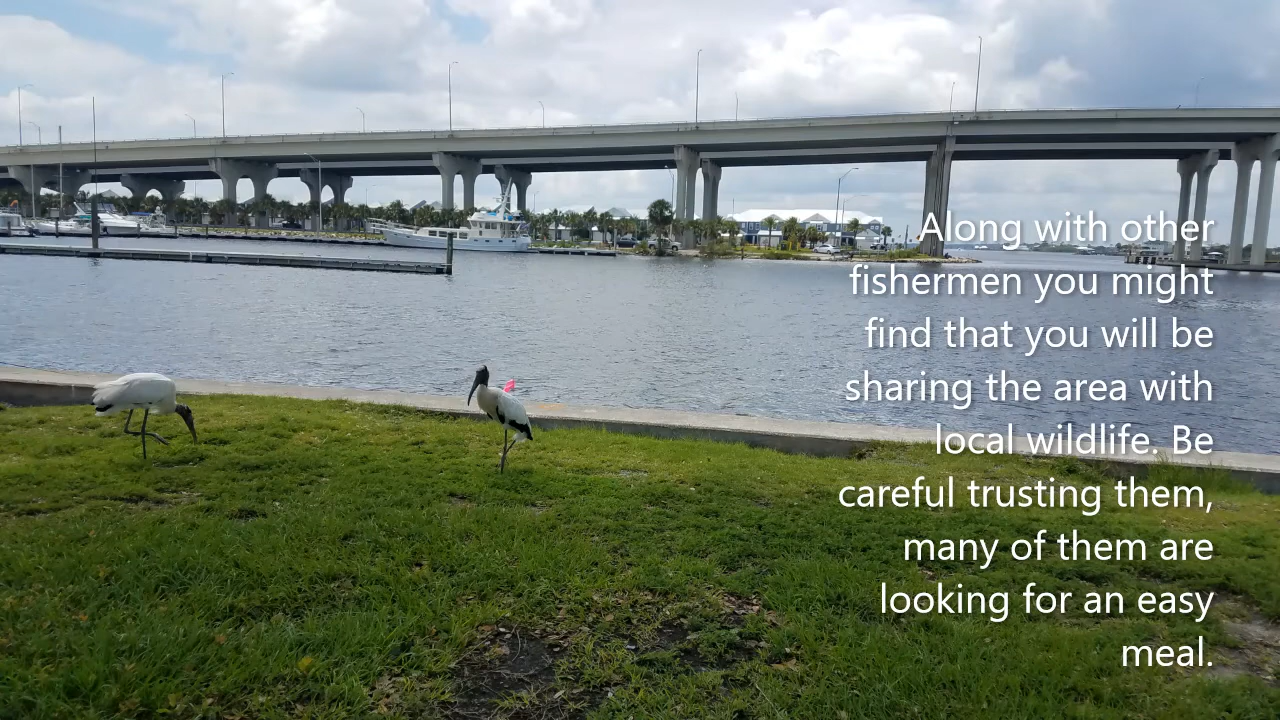 Along with other
fishermen you might
find that you will be
sharing the area with
local wildlife. Be
careful trusting them,
many of them are
looking for an easy
meal.